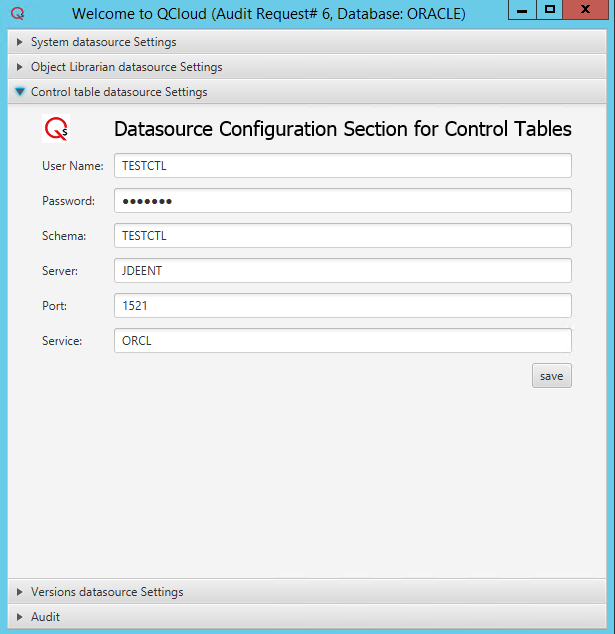 Welcome to QCloud (Audit Request# 6, Database: ORACLE)
System datasource Settings
Object Librarian datasource Settings
Control table datasource Settings
Qs Datasource Configuration Section for Control Tables
User Name: TESTCTL
Password: •••••••
Schema: TESTCTL
Server: JDEENT
Port: 1521
Service: ORCL
save
Versions datasource Settings
Audit